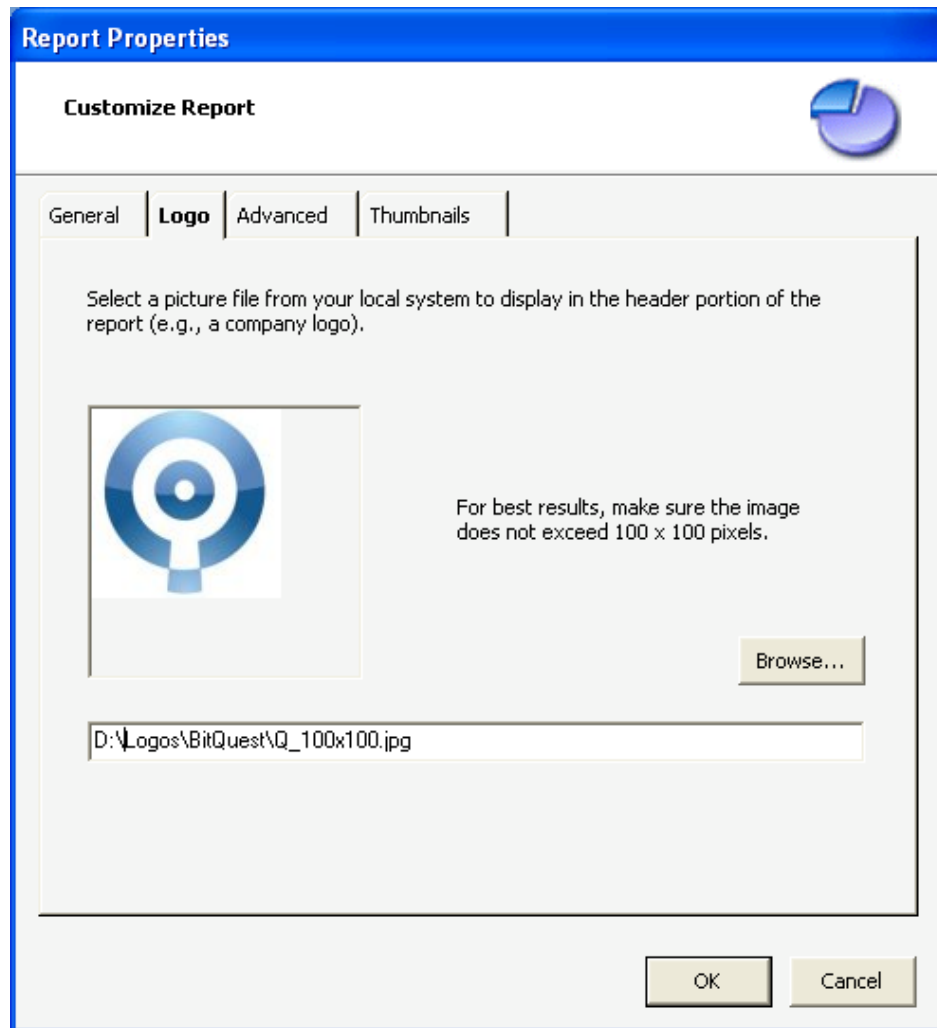 Report Properties
Customize Report
General Logo Advanced Thumbnails
Select a picture file from your local system to display in the header portion of the
report (e.g., a company logo).
For best results, make sure the image
does not exceed 100 x 100 pixels.
Browse...
D:\Logos\BitQuest\Q_100x100.jpg
OK Cancel